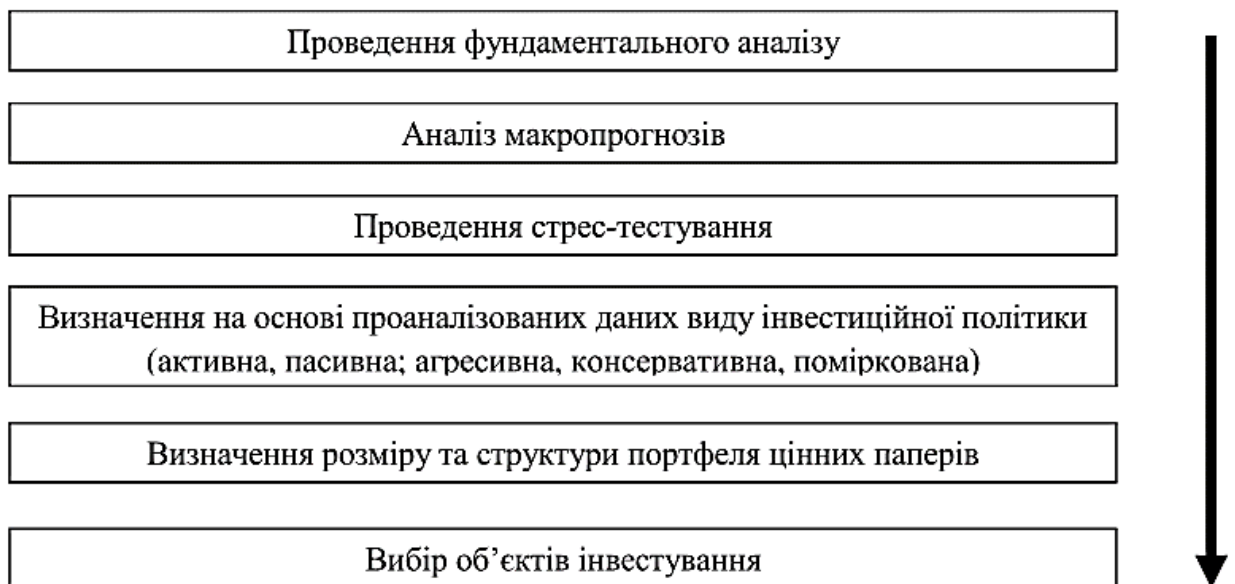 Проведення фундаментального аналізу
Аналіз макропрогнозів
Проведення стрес-тестування
Визначення на основі проаналізованих даних виду інвестиційної політики
(активна, пасивна; агресивна, консервативна, поміркована)
Визначення розміру та структури портфеля цінних паперів
Вибір об’єктів інвестування